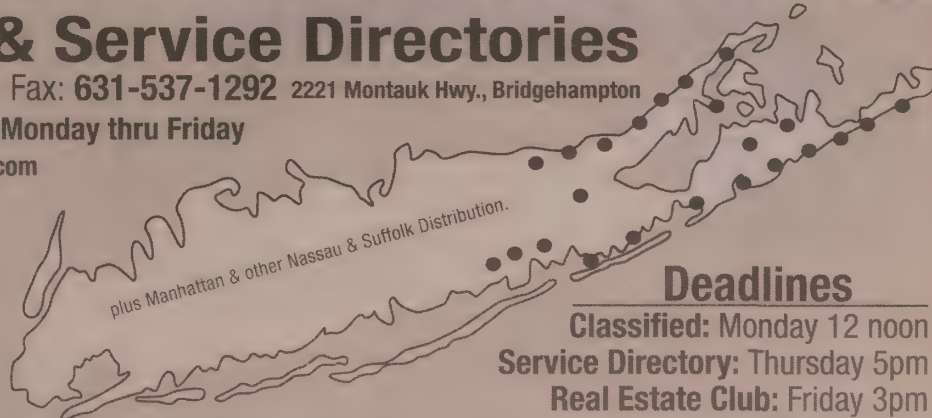 & Service Directories
Fax: 631-537-1292 2221 Montauk Hwy., Bridgehampton
Monday thru Friday
com
plus Manhattan & other Nassau & Suffolk Distribution.
Deadlines
Classified: Monday 12 noon
Service Directory: Thursday 5pm
Real Estate Club: Friday 3pm